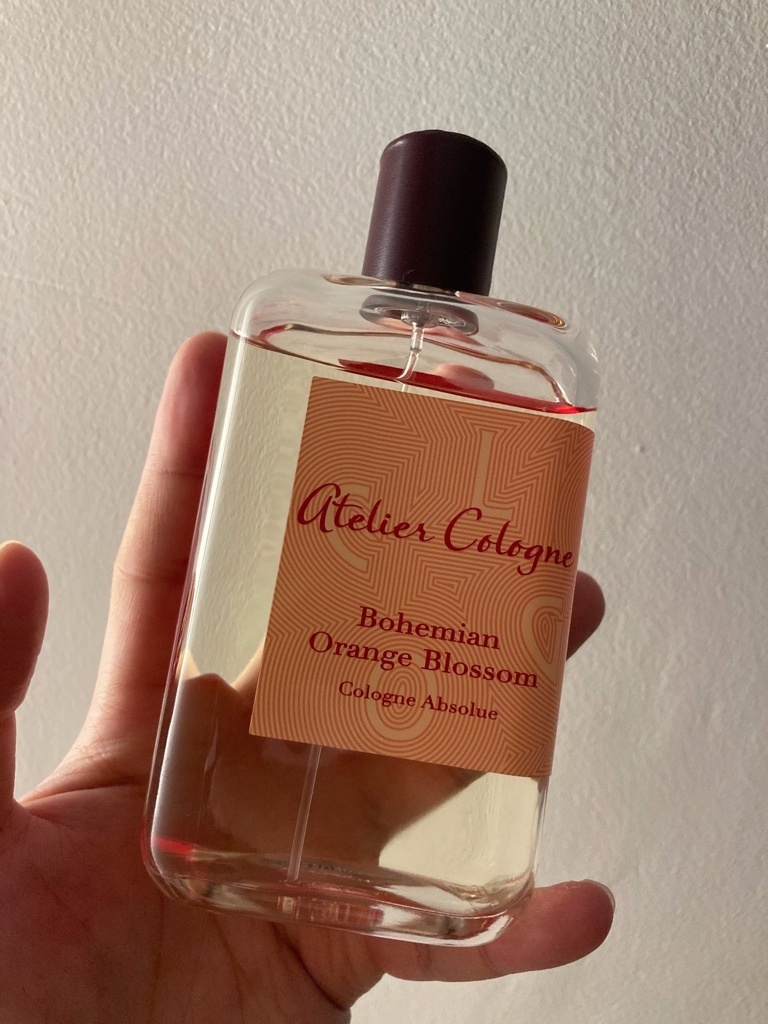 Atelier Cologne
Bohemian
Orange Blossom
Cologne Absolue